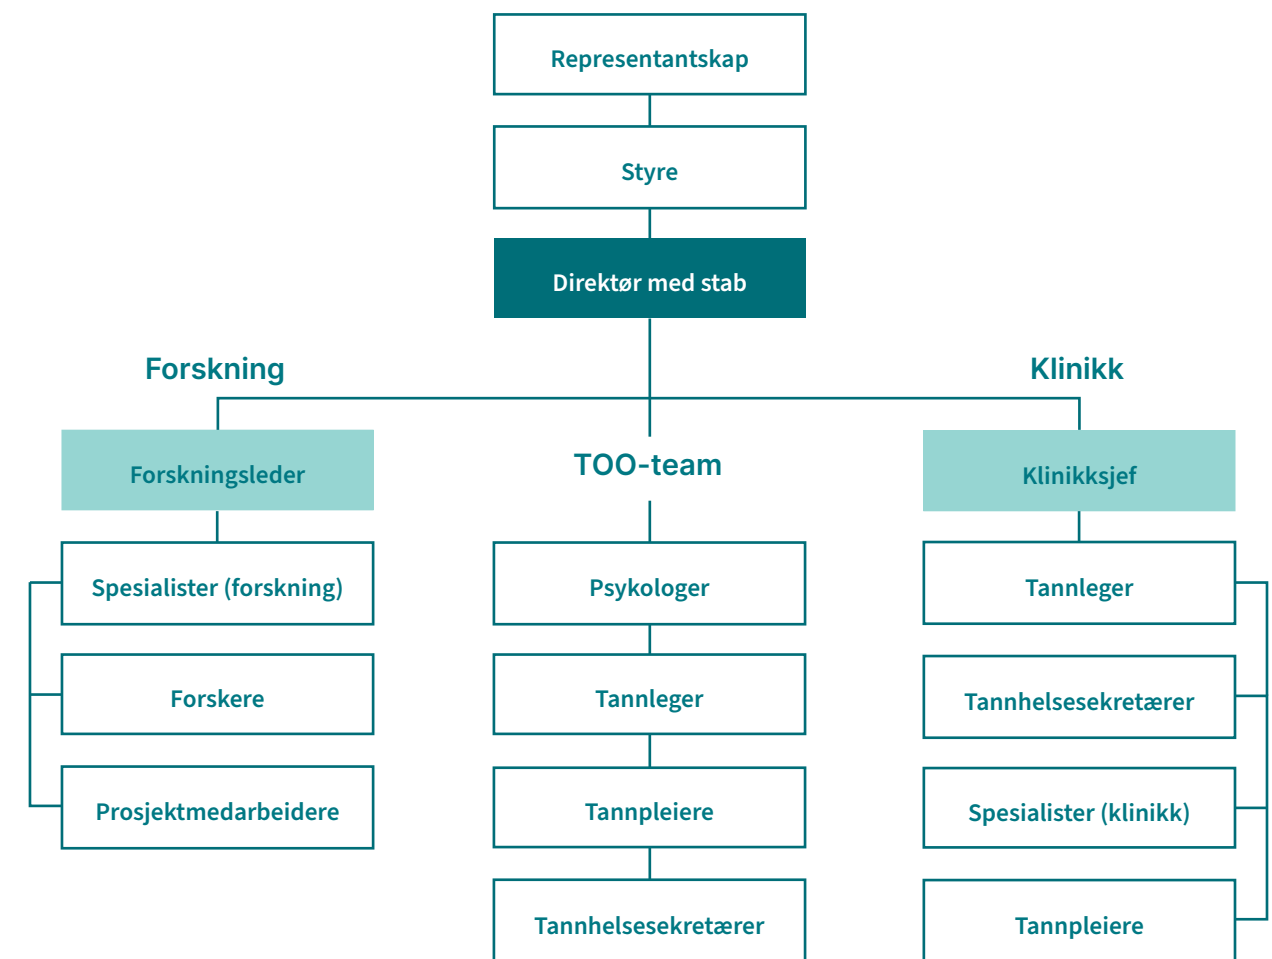 Representantskap
Styre
Direktør med stab
Forskning
Klinikk
Forskningsleder
TOO-team
Klinikksjef
Spesialister (forskning)
Psykologer
Tannleger
Forskere
Tannleger
Tannhelsesekretærer
Prosjektmedarbeidere
Tannpleiere
Spesialister (klinikk)
Tannhelsesekretærer
Tannpleiere